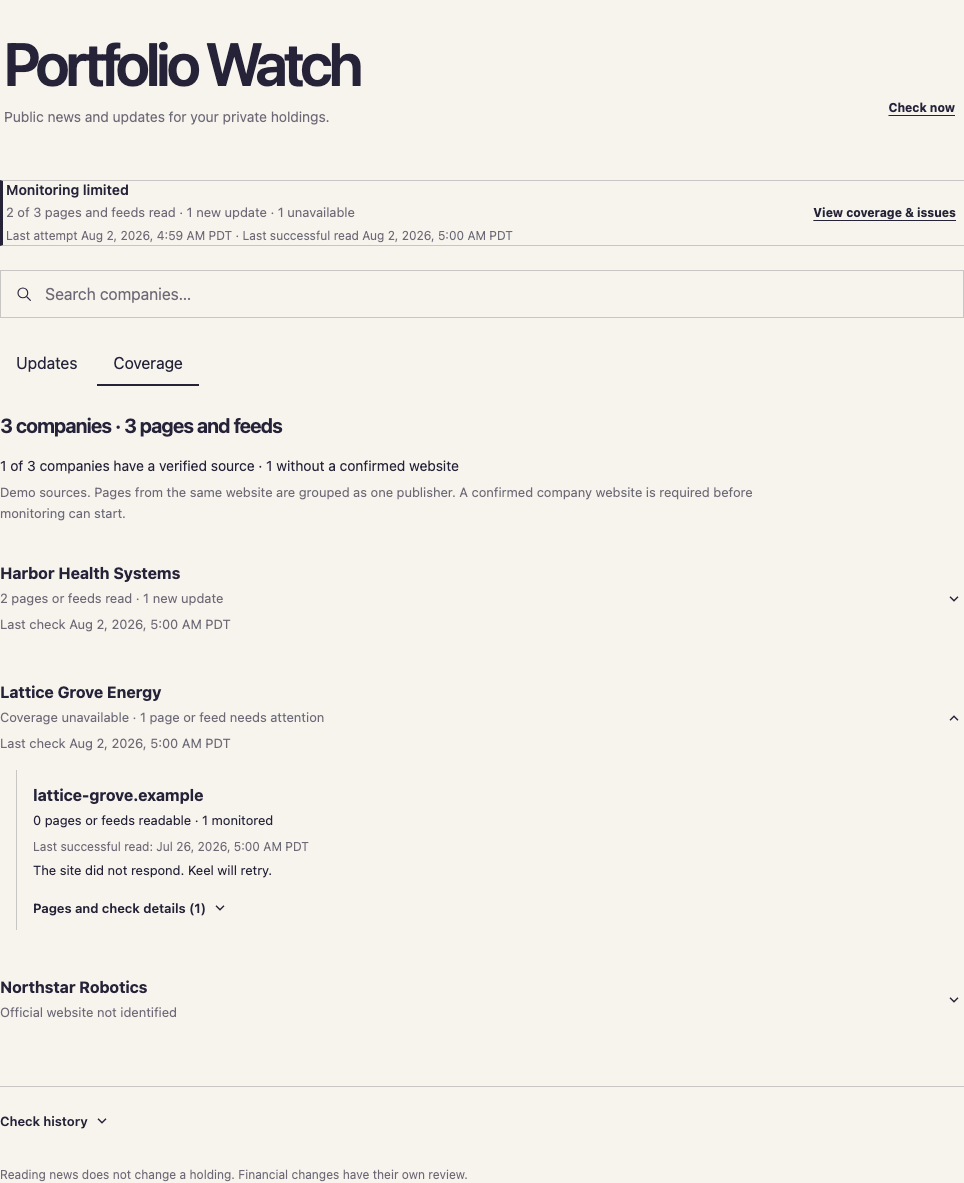 Portfolio Watch
Public news and updates for your private holdings.
Check now
Monitoring limited
2 of 3 pages and feeds read · 1 new update · 1 unavailable
View coverage & issues
Last attempt Aug 2, 2026, 4:59 AM PDT · Last successful read Aug 2, 2026, 5:00 AM PDT
Search companies...
Updates
Coverage
3 companies · 3 pages and feeds
1 of 3 companies have a verified source · 1 without a confirmed website
Demo sources. Pages from the same website are grouped as one publisher. A confirmed company website is required before
monitoring can start.
Harbor Health Systems
2 pages or feeds read · 1 new update
Last check Aug 2, 2026, 5:00 AM PDT
Lattice Grove Energy
Coverage unavailable · 1 page or feed needs attention
Last check Aug 2, 2026, 5:00 AM PDT
lattice-grove.example
0 pages or feeds readable · 1 monitored
Last successful read: Jul 26, 2026, 5:00 AM PDT
The site did not respond. Keel will retry.
Pages and check details (1)
Northstar Robotics
Official website not identified
Check history
Reading news does not change a holding. Financial changes have their own review.